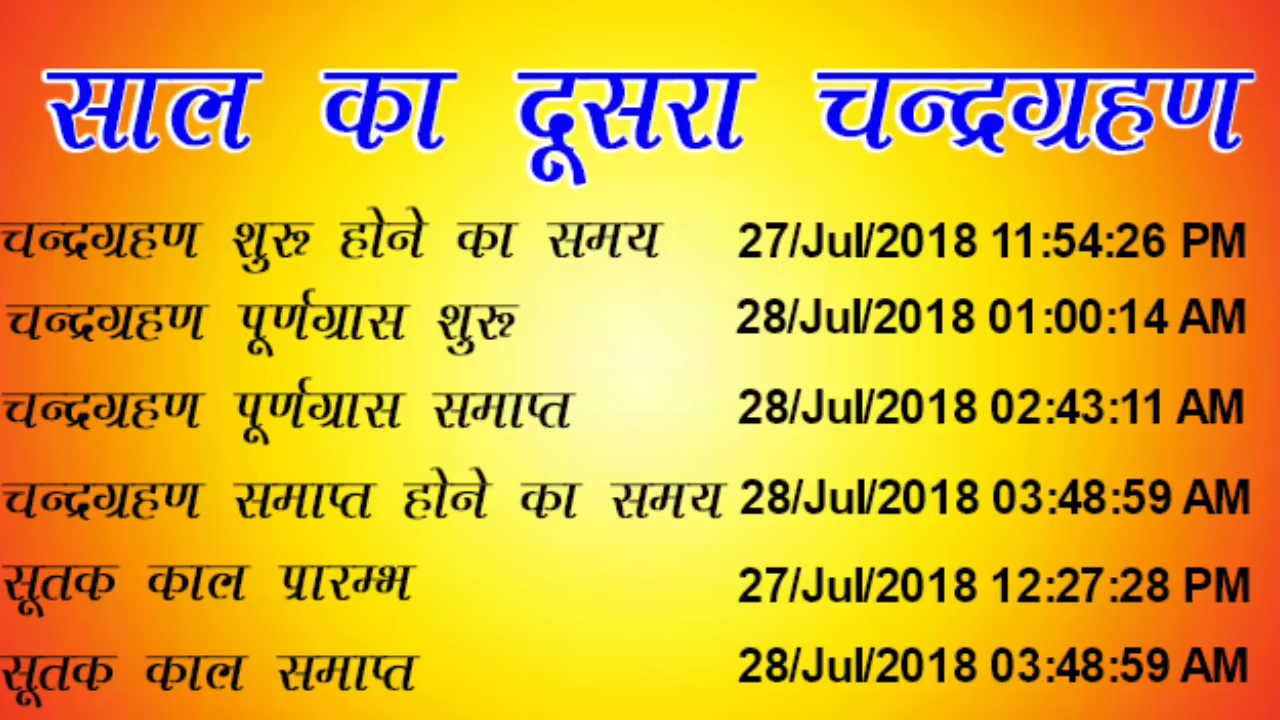 साल का दूसरा चन्द्रग्रहण
चन्द्रग्रहण शुरू होने का समय 27/Jul/2018 11:54:26 PM
चन्द्रग्रहण पूर्णग्रास शुरू 28/Jul/2018 01:00:14 AM
चन्द्रग्रहण पूर्णग्रास समाप्त 28/Jul/2018 02:43:11 AM
चन्द्रग्रहण समाप्त होने का समय 28/Jul/2018 03:48:59 AM
सूतक काल प्रारम्भ 27/Jul/2018 12:27:28 PM
सूतक काल समाप्त 28/Jul/2018 03:48:59 AM